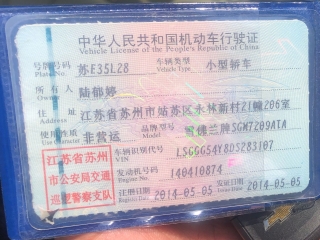 中华人民共和国机动车行驶证
Vehicle License of the People's Republic of China
号牌号码 苏E35L28 车辆类型 小型轿车
Plate No. Vehicle Type
所有人 陆郁婷
Owner
住址 江苏省苏州市姑苏区永林新村21幢206室
Address
使用性质 非营运 品牌型号 雪佛兰牌SGM7209ATA
Use Character Model
江苏省苏州
市公安局交通
巡逻警察支队
车辆识别代号 LSGGG54Y8DS283107
VIN
发动机号码 140410874
Engine No.
注册日期 2014-05-05 发证日期 2014-05-05
Register Date Issue Date